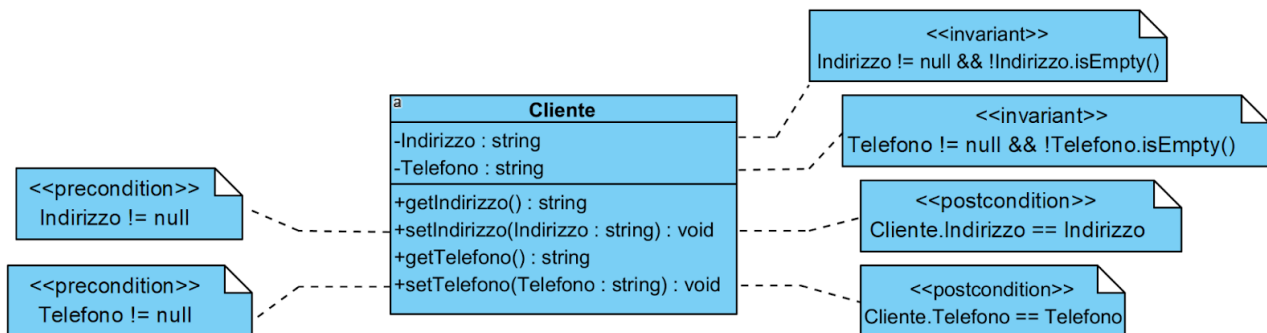 <<invariant>>
Indirizzo != null && !Indirizzo.isEmpty()
a
Cliente
-Indirizzo : string
-Telefono : string
+getIndirizzo() : string
+setIndirizzo(Indirizzo : string) : void
+getTelefono() : string
+setTelefono(Telefono : string) : void
<<invariant>>
Telefono != null && !Telefono.isEmpty()
<<precondition>>
Indirizzo != null
<<postcondition>>
Cliente.Indirizzo == Indirizzo
<<precondition>>
Telefono != null
<<postcondition>>
Cliente.Telefono == Telefono